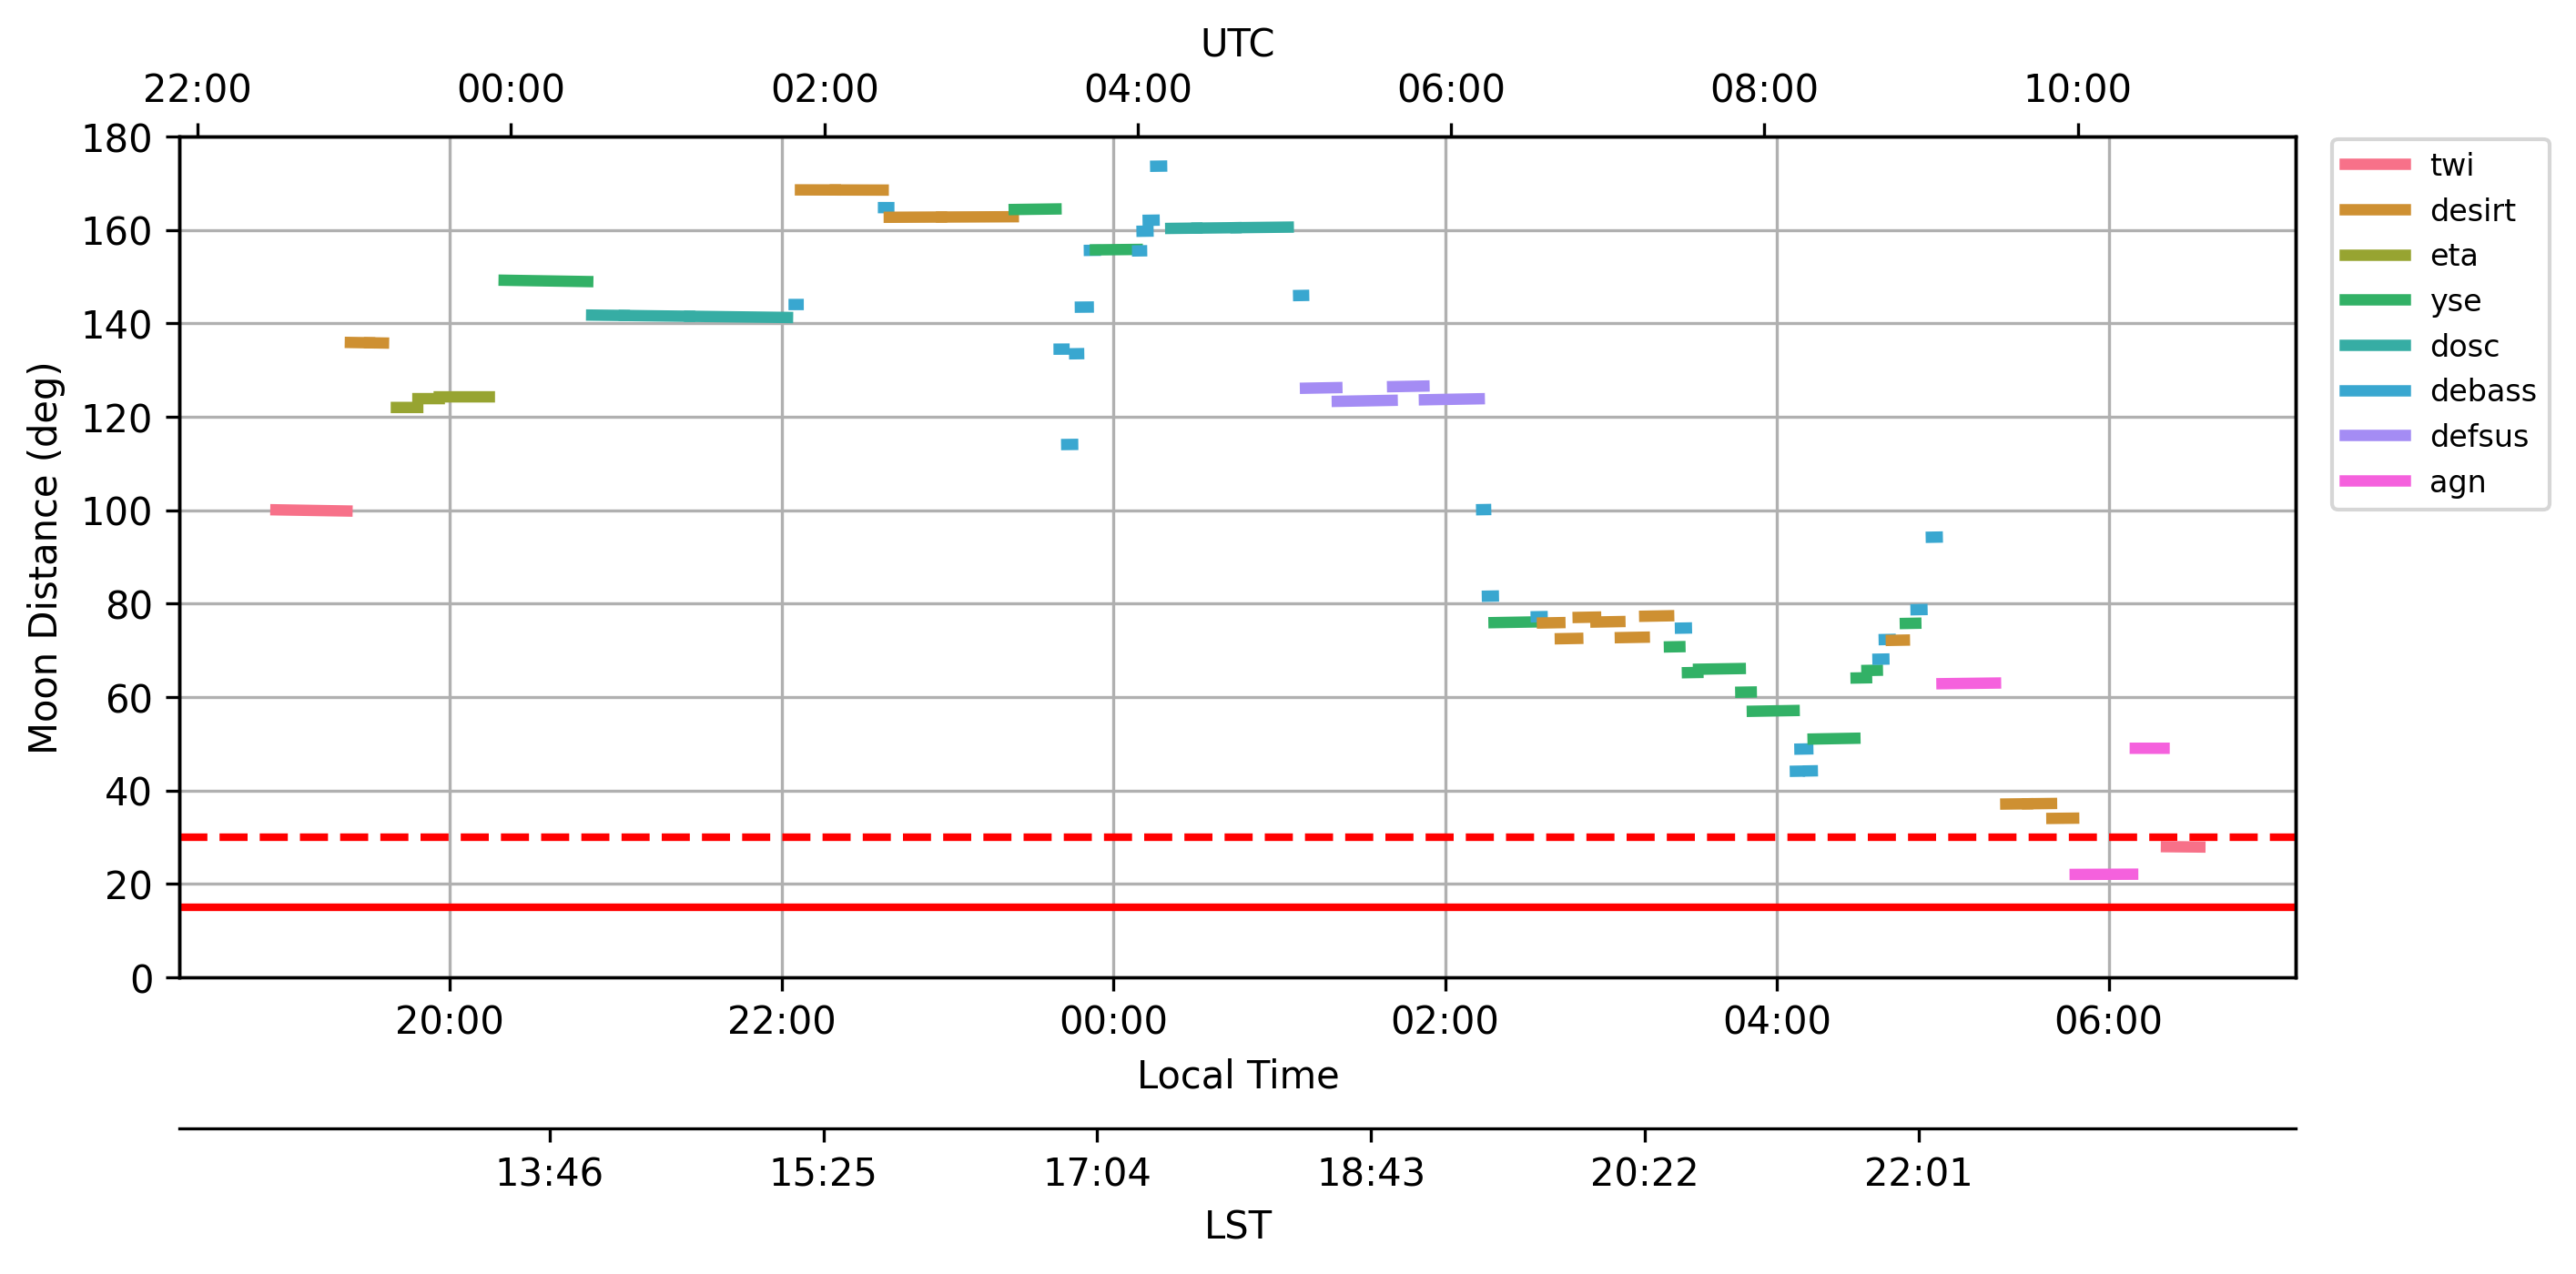 UTC
22:00 00:00 02:00 04:00 06:00 08:00 10:00
180
160
140
120
100
80
60
40
20
0
Moon Distance (deg)
20:00 22:00 00:00 02:00 04:00 06:00
Local Time
13:46 15:25 17:04 18:43 20:22 22:01
LST
twi
desirt
eta
yse
dosc
debass
defsus
agn